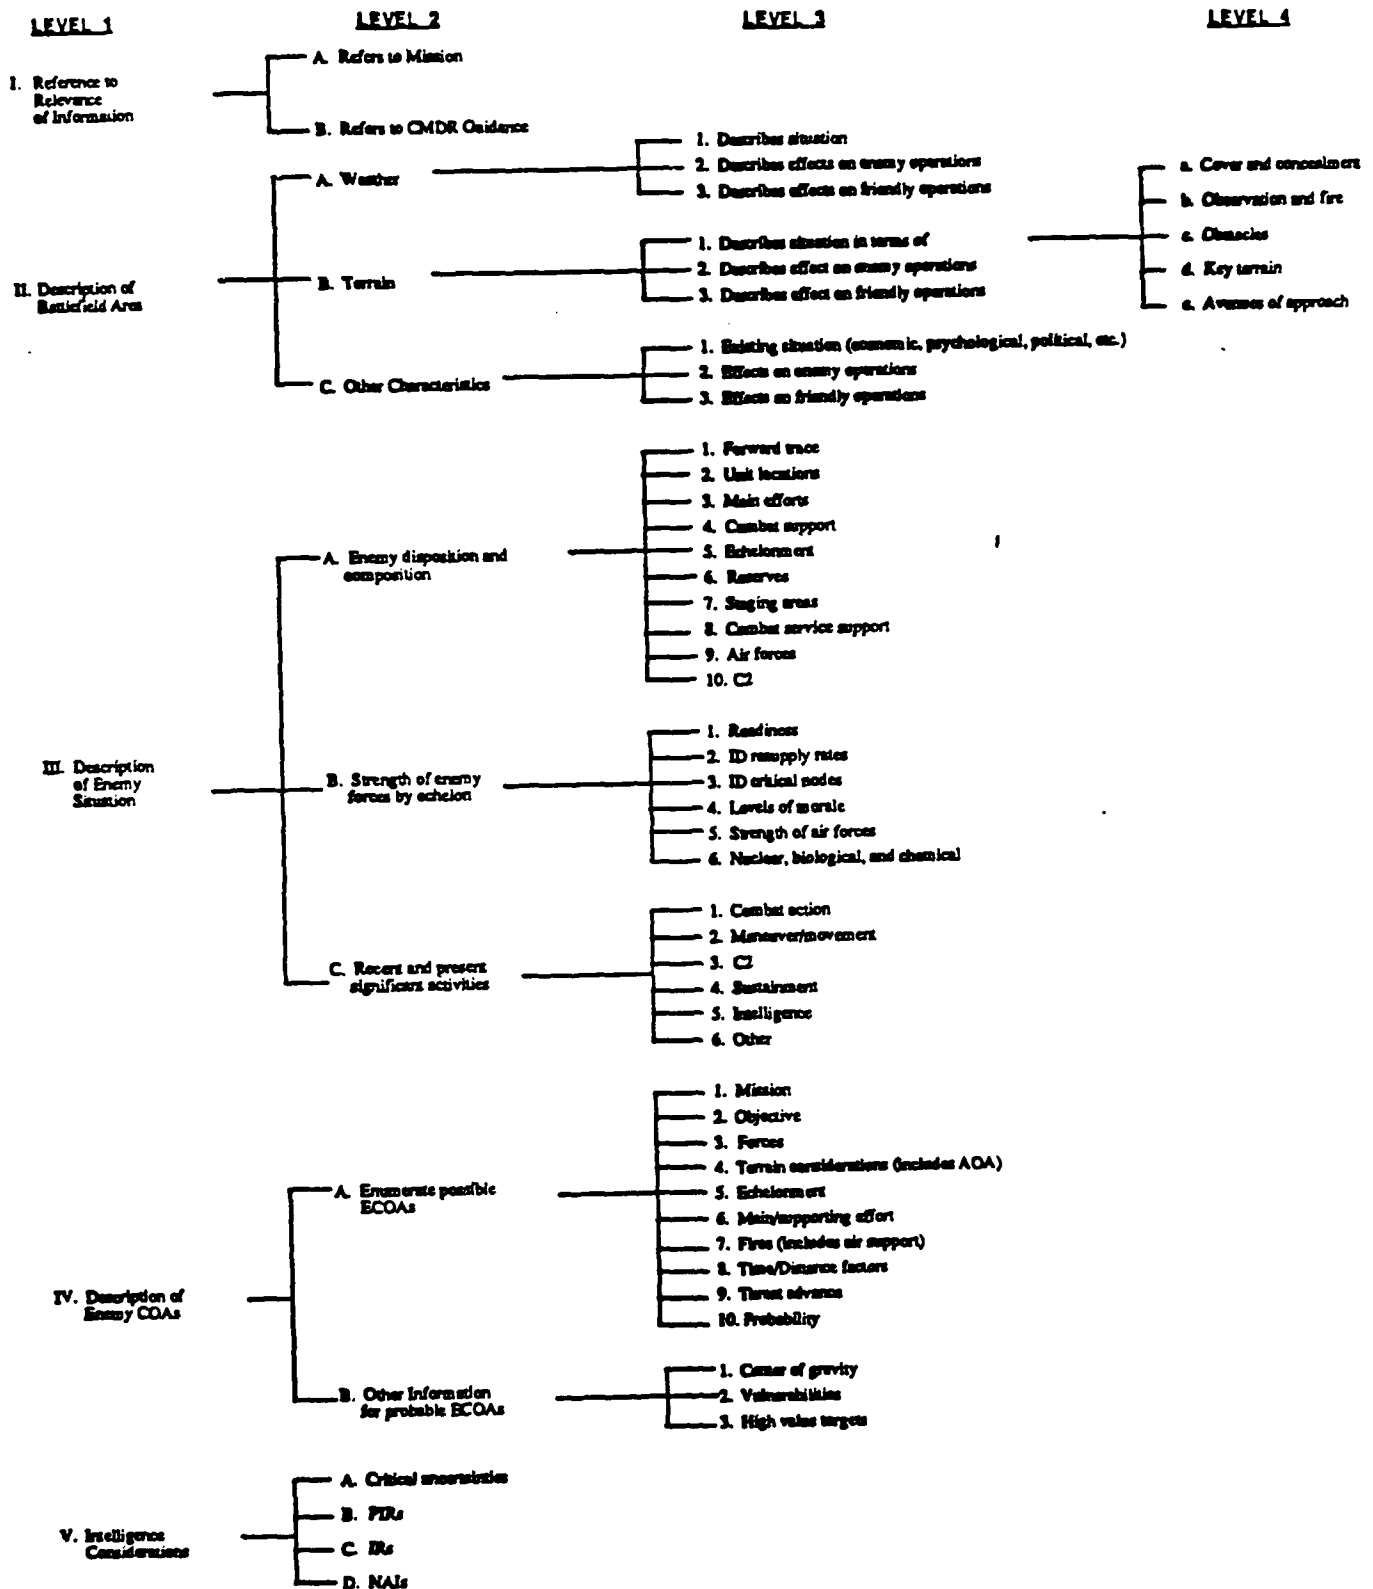 LEVEL 1
LEVEL 2
LEVEL 3
LEVEL 4
I. Reference to
Relevance
of Information
A. Refers to Mission
B. Refers to CMDR Guidance
II. Description of
Battlefield Area
A. Weather
1. Describes situation
2. Describes effects on enemy operations
3. Describes effects on friendly operations
B. Terrain
1. Describes situation in terms of
2. Describes effect on enemy operations
3. Describes effect on friendly operations
a. Cover and concealment
b. Observation and fire
c. Obstacles
d. Key terrain
e. Avenues of approach
C. Other Characteristics
1. Existing situation (economic, psychological, political, etc.)
2. Effects on enemy operations
3. Effects on friendly operations
III. Description
of Enemy
Situation
A. Enemy disposition and
composition
1. Forward trace
2. Unit locations
3. Main efforts
4. Combat support
5. Echelonment
6. Reserves
7. Staging areas
8. Combat service support
9. Air forces
10. C2
B. Strength of enemy
forces by echelon
1. Readiness
2. ID resupply rates
3. ID critical nodes
4. Levels of morale
5. Strength of air forces
6. Nuclear, biological, and chemical
C. Recent and present
significant activities
1. Combat action
2. Maneuver/movement
3. C2
4. Sustainment
5. Intelligence
6. Other
IV. Description of
Enemy COAs
A. Enumerate possible
ECOAs
1. Mission
2. Objective
3. Forces
4. Terrain considerations (includes AOA)
5. Echelonment
6. Main/supporting effort
7. Fires (includes air support)
8. Time/Distance factors
9. Thrust advance
10. Probability
B. Other Information
for probable ECOAs
1. Center of gravity
2. Vulnerabilities
3. High value targets
V. Intelligence
Considerations
A. Critical uncertainties
B. PIRs
C. IRs
D. NAIs